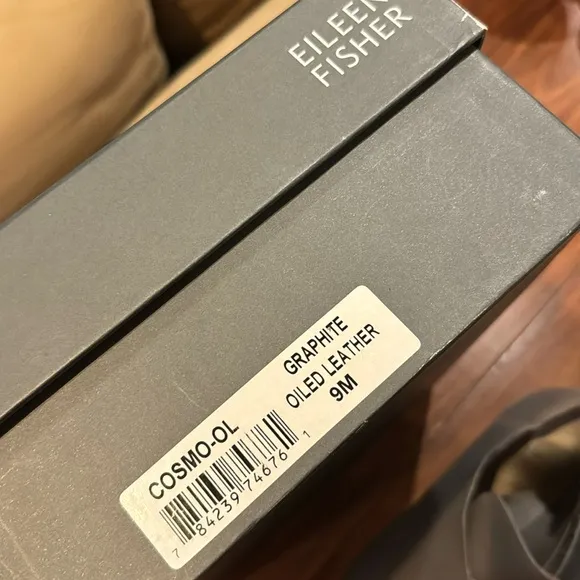 EILEEN
FISHER
GRAPHITE
OILED LEATHER
9M
COSMO-OL
7 84239 74676 1